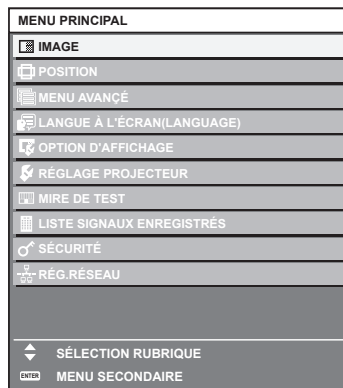 MENU PRINCIPAL
IMAGE
POSITION
MENU AVANÇÉ
LANGUE À L'ÉCRAN(LANGUAGE)
OPTION D'AFFICHAGE
RÉGLAGE PROJECTEUR
MIRE DE TEST
LISTE SIGNAUX ENREGISTRÉS
SÉCURITÉ
RÉG.RÉSEAU
SÉLECTION RUBRIQUE
ENTER MENU SECONDAIRE